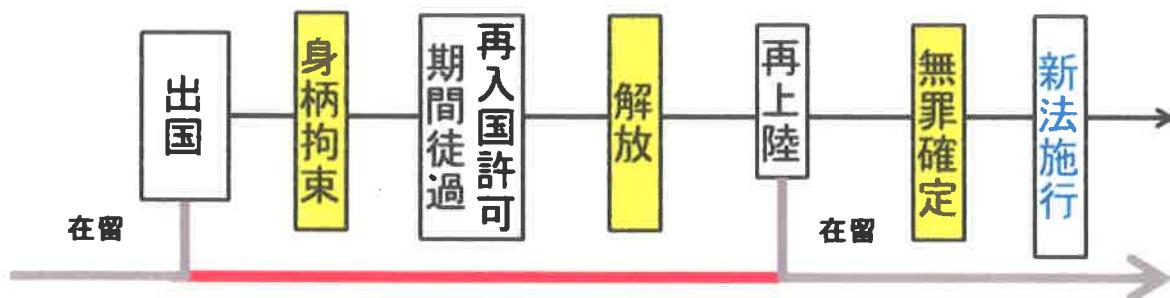 出国
身柄拘束
再入国許可
期間徒過
解放
再上陸
無罪確定
新法施行
在留
在留